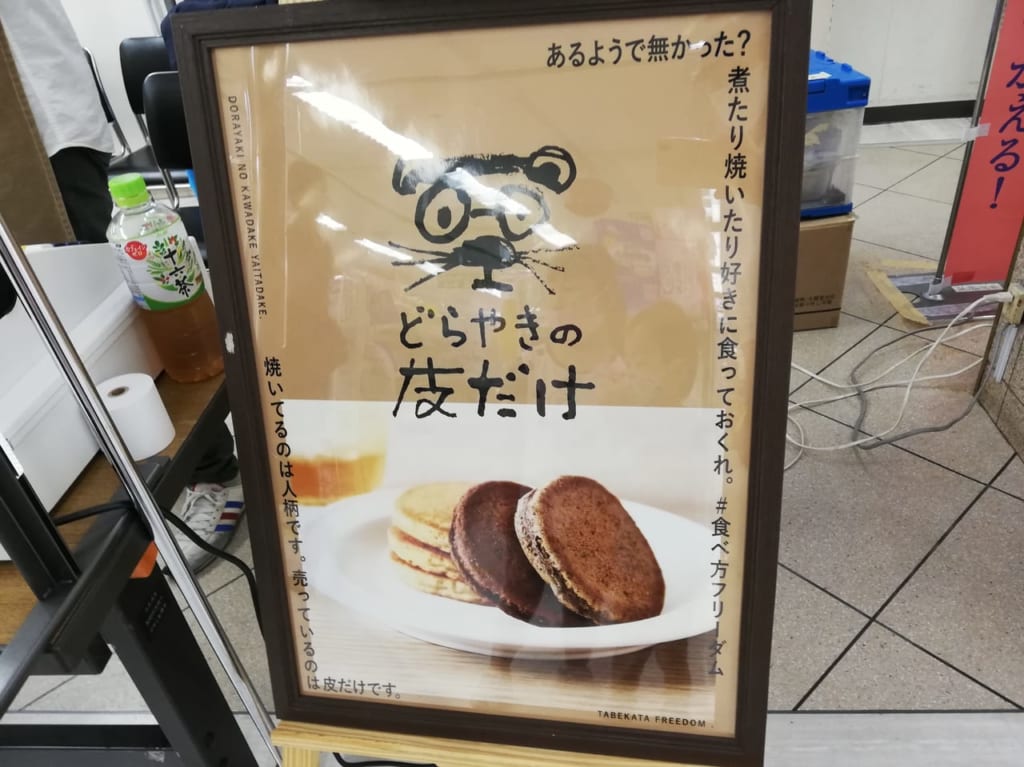 あるようで無かった?
煮たり焼いたり好きに食っておくれ。#食べ方フリーダム
DORAYAKI NO KAWADAKE YAITADAKE.
どらやきの
皮だけ
焼いてるのは人柄です。売っているのは皮だけです。
TABEKATA FREEDOM.
十六茶
かえる!